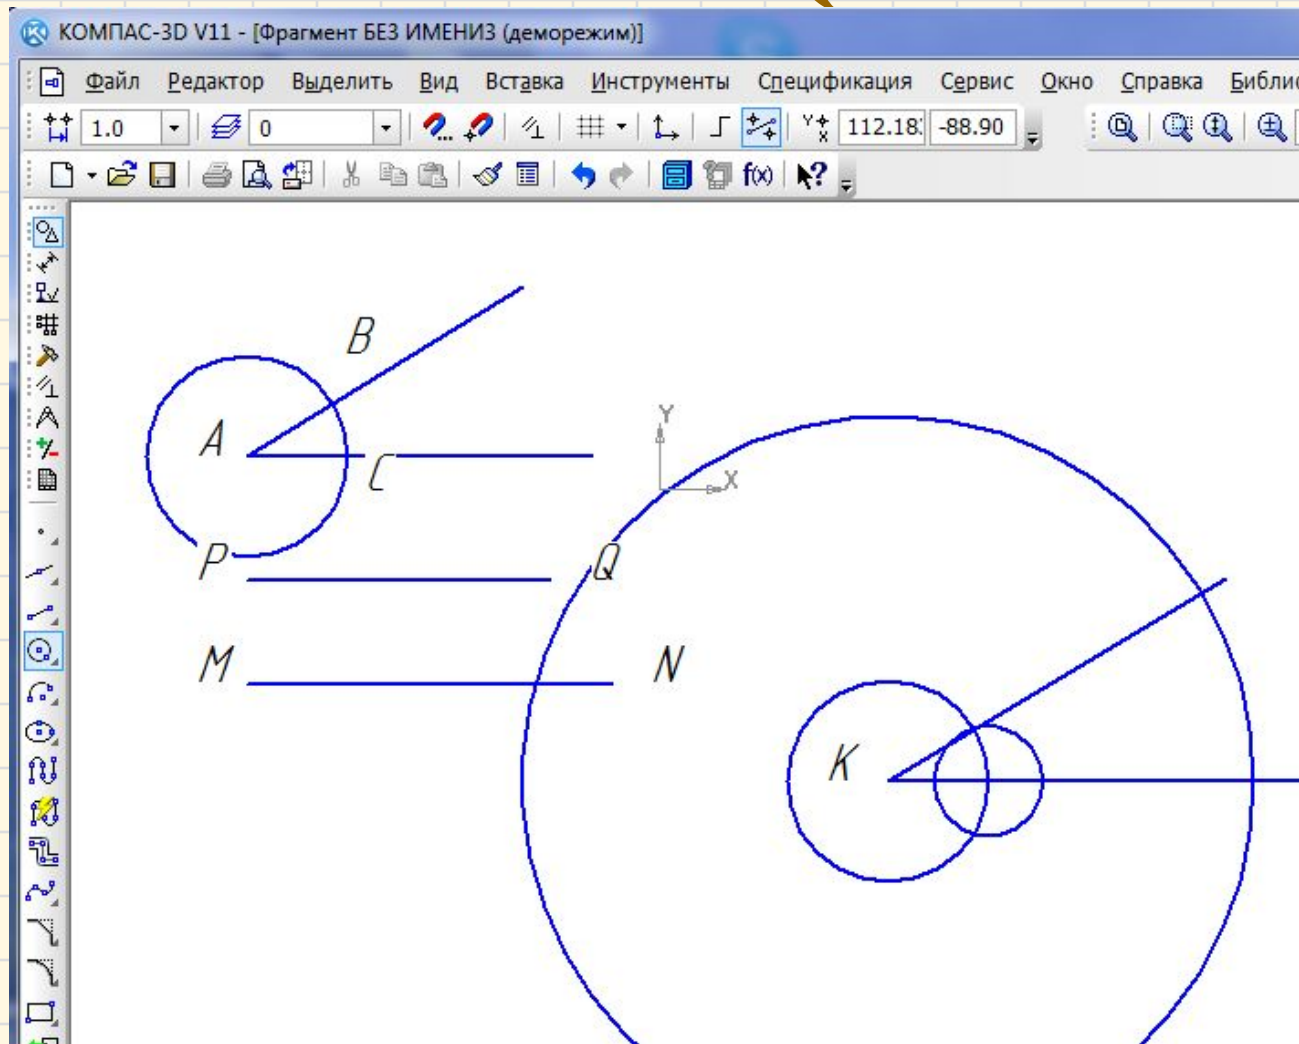 КОМПАС-3D V11 - [Фрагмент БЕЗ ИМЕНИ3 (деморежим)]
Файл Редактор Выделить Вид Вставка Инструменты Спецификация Сервис Окно Справка Библио
1.0 0 Y X 112.18 -88.90
f(x) ?
B
Y
A
C
X
P Q
M N
K